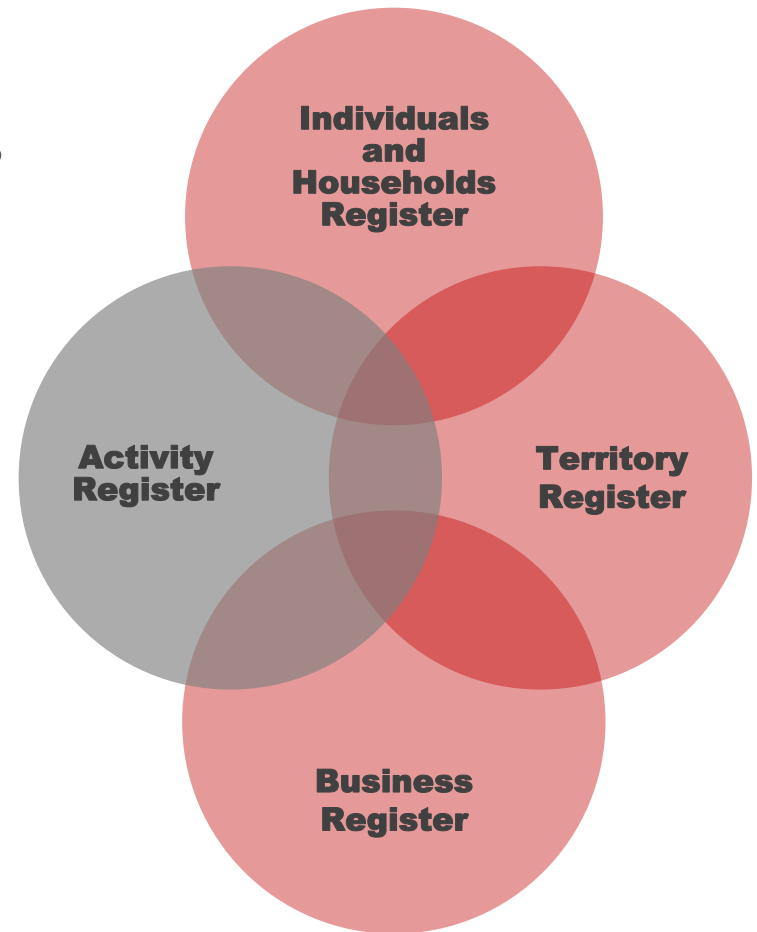 Individuals
and
Households
Register
Activity
Register
Territory
Register
Business
Register